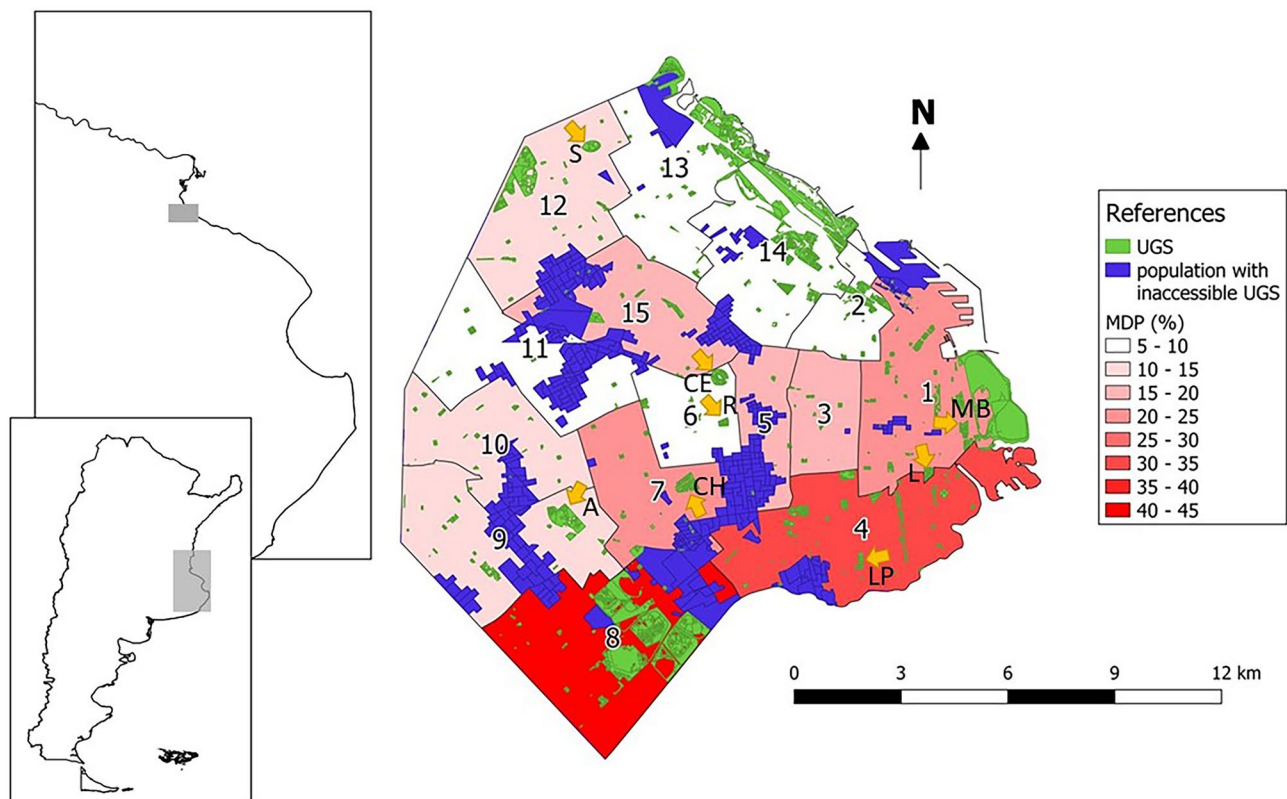 N
S
13
12
14
2
15
11
CE
R
6
5
3
1
MB
10
L
CH
7
A
9
4
LP
8
References
UGS
population with
inaccessible UGS
MDP (%)
5 - 10
10 - 15
15 - 20
20 - 25
25 - 30
30 - 35
35 - 40
40 - 45
0 3 6 9 12 km